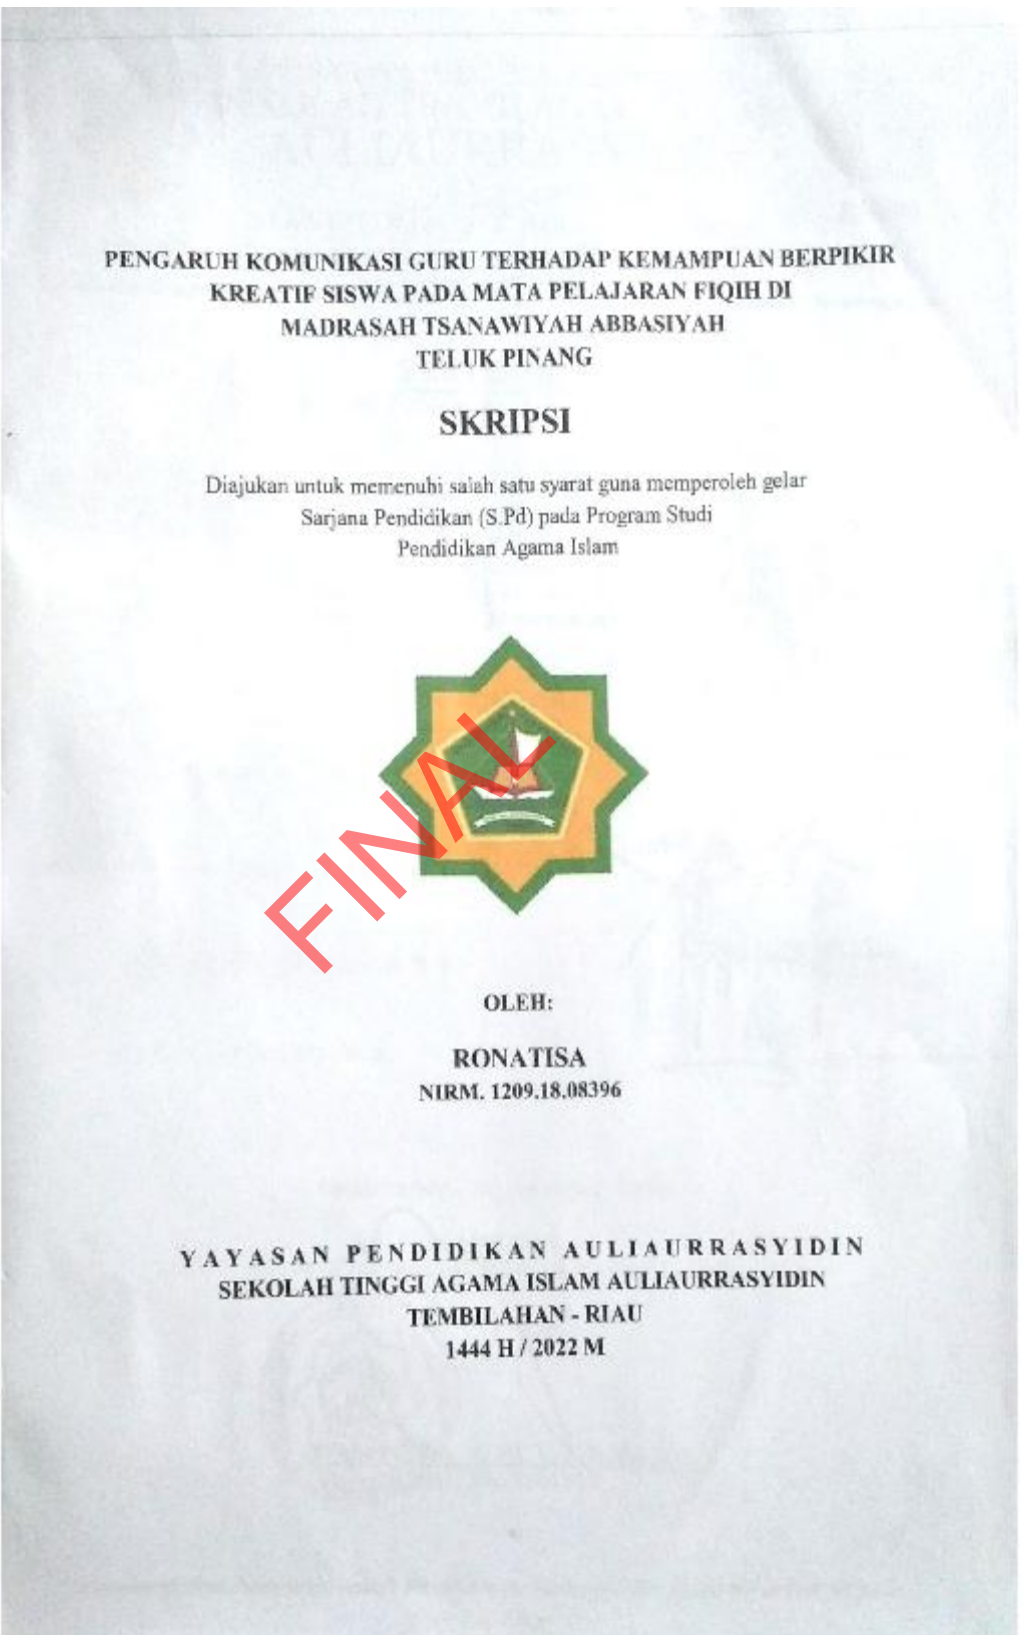 PENGARUH KOMUNIKASI GURU TERHADAP KEMAMPUAN BERPIKIR
KREATIF SISWA PADA MATA PELAJARAN FIQIH DI
MADRASAH TSANAWIYAH ABBASIYAH
TELUK PINANG
SKRIPSI
Diajukan untuk memenuhi salah satu syarat guna memperoleh gelar
Sarjana Pendidikan (S.Pd) pada Program Studi
Pendidikan Agama Islam
FINAL
OLEH:
RONATISA
NIRM. 1209.18.08396
YAYASAN PENDIDIKAN AULIAURRASYIDIN
SEKOLAH TINGGI AGAMA ISLAM AULIAURRASYIDIN
TEMBILAHAN - RIAU
1444 H / 2022 M